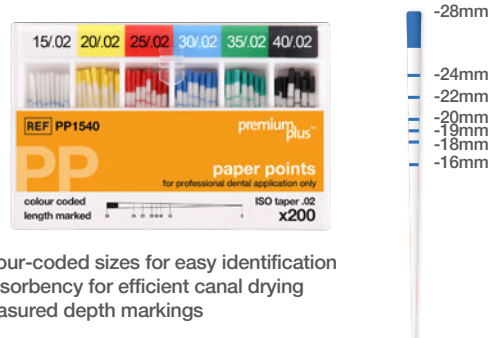 15/.02 20/.02 25/.02 30/.02 35/.02 40/.02
REF PP1540
premium plus™
PP
paper points
for professional dental application only
colour coded
length marked
ISO taper .02
x200
-28mm
-24mm
-22mm
-20mm
-19mm
-18mm
-16mm
our-coded sizes for easy identification
sorbency for efficient canal drying
asured depth markings